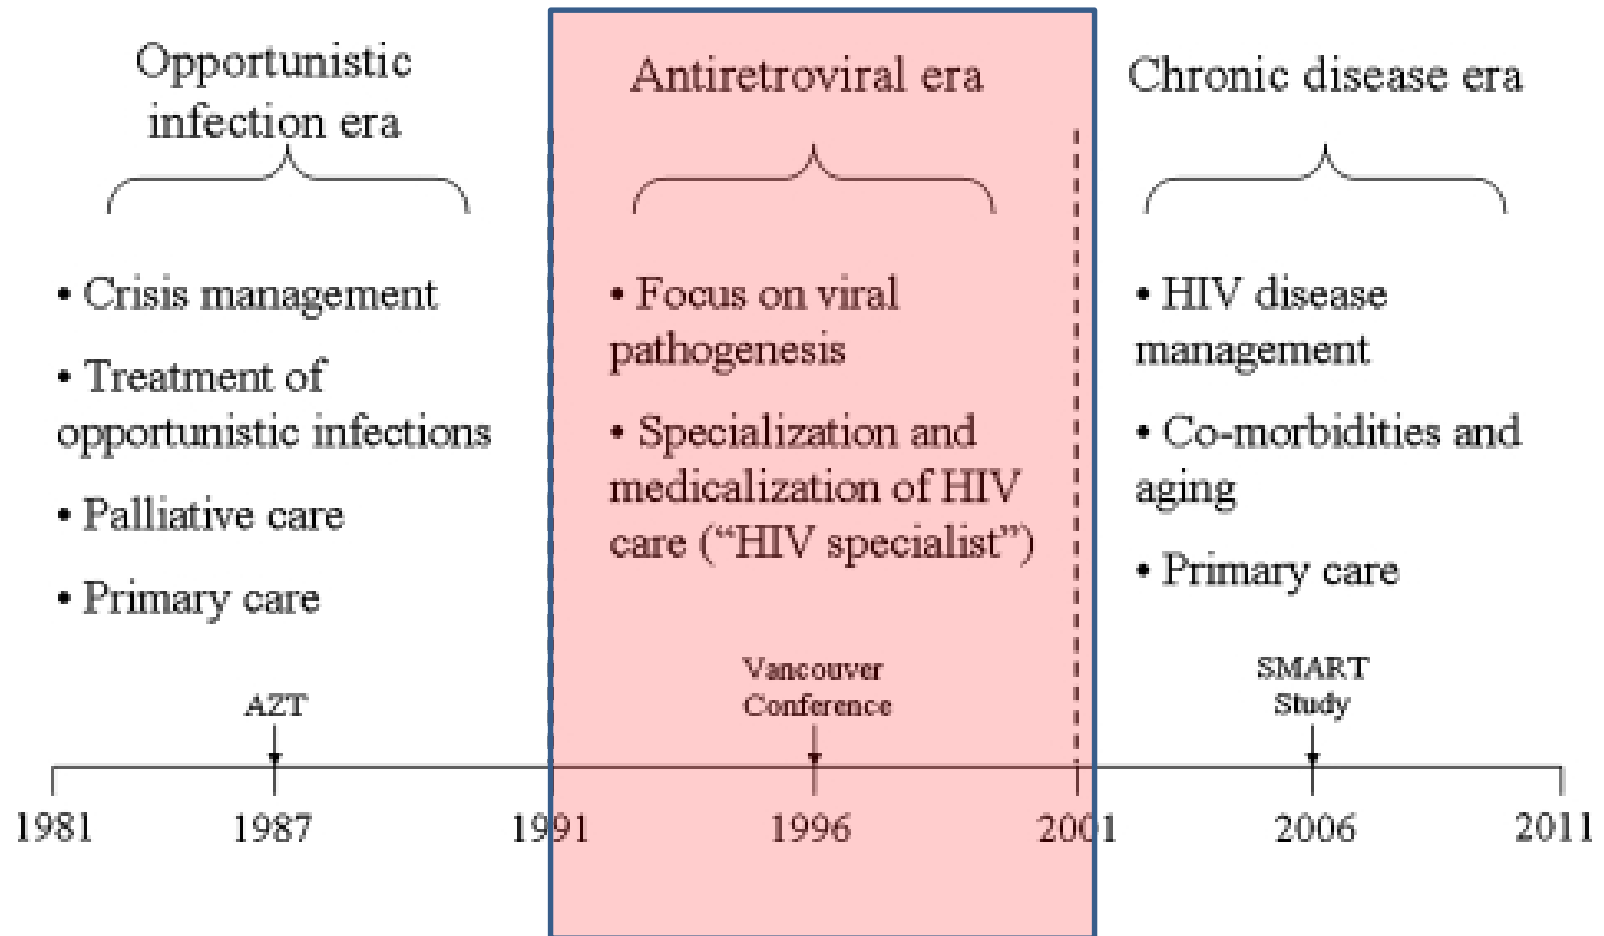 Opportunistic
infection era
• Crisis management
• Treatment of
opportunistic infections
• Palliative care
• Primary care
Antiretroviral era
• Focus on viral
pathogenesis
• Specialization and
medicalization of HIV
care (“HIV specialist”)
Chronic disease era
• HIV disease
management
• Co-morbidities and
aging
• Primary care
AZT
Vancouver
Conference
SMART
Study
1981 1987 1991 1996 2001 2006 2011